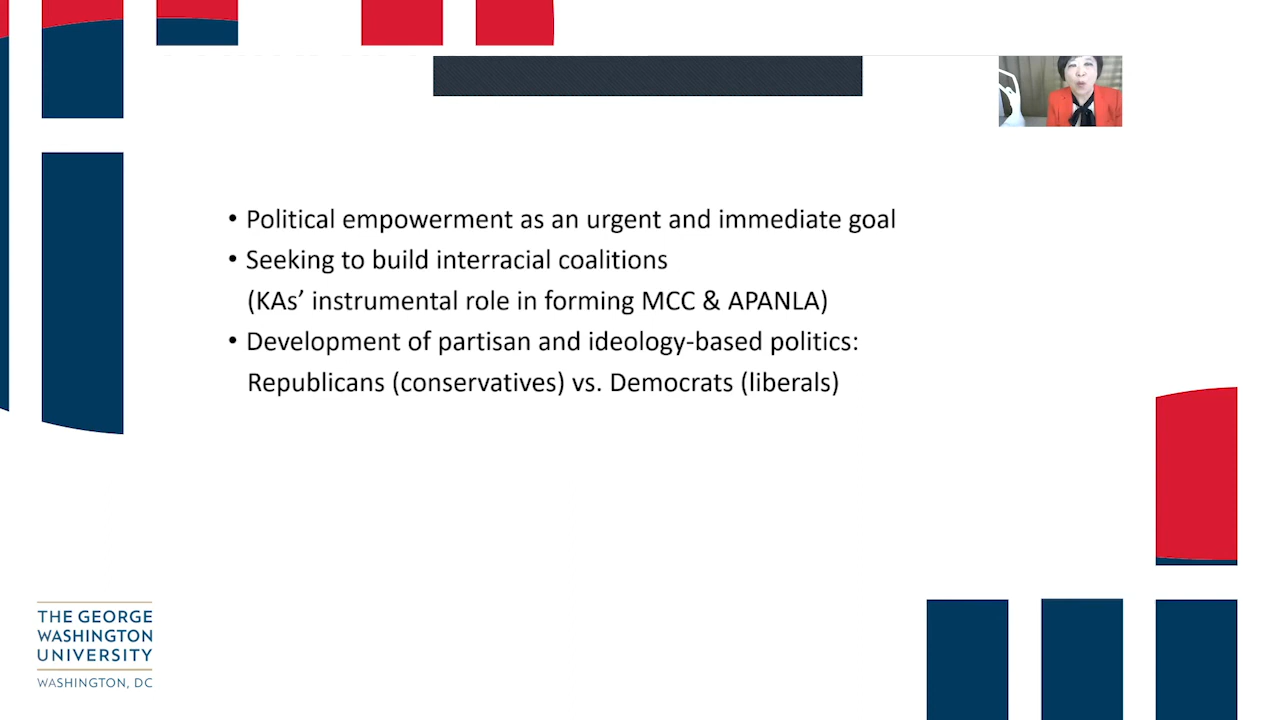 • Political empowerment as an urgent and immediate goal
• Seeking to build interracial coalitions
(KAs’ instrumental role in forming MCC & APANLA)
• Development of partisan and ideology-based politics:
Republicans (conservatives) vs. Democrats (liberals)
THE GEORGE
WASHINGTON
UNIVERSITY
WASHINGTON, DC